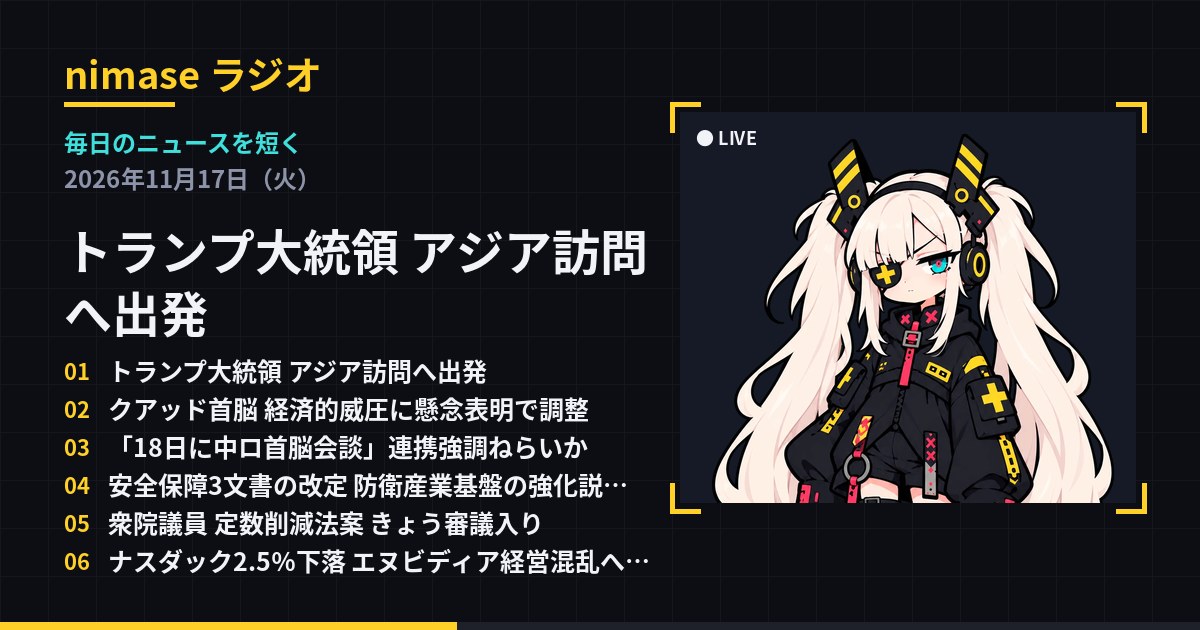 nimase ラジオ
毎日のニュースを短く
2026年11月17日（火）
トランプ大統領 アジア訪問
へ出発
01 トランプ大統領 アジア訪問へ出発
02 クアッド首脳 経済的威圧に懸念表明で調整
03 「18日に中ロ首脳会談」連携強調ねらいか
04 安全保障3文書の改定 防衛産業基盤の強化説…
05 衆院議員 定数削減法案 きょう審議入り
06 ナスダック2.5%下落 エヌビディア経営混乱へ…
LIVE